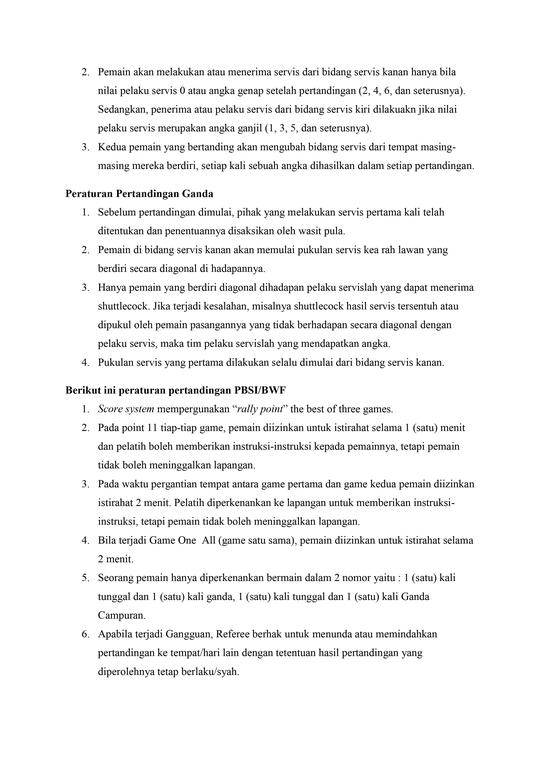 2. Pemain akan melakukan atau menerima servis dari bidang servis kanan hanya bila
nilai pelaku servis 0 atau angka genap setelah pertandingan (2, 4, 6, dan seterusnya).
Sedangkan, penerima atau pelaku servis dari bidang servis kiri dilakuakn jika nilai
pelaku servis merupakan angka ganjil (1, 3, 5, dan seterusnya).
3. Kedua pemain yang bertanding akan mengubah bidang servis dari tempat masing-
masing mereka berdiri, setiap kali sebuah angka dihasilkan dalam setiap pertandingan.
Peraturan Pertandingan Ganda
1. Sebelum pertandingan dimulai, pihak yang melakukan servis pertama kali telah
ditentukan dan penentuannya disaksikan oleh wasit pula.
2. Pemain di bidang servis kanan akan memulai pukulan servis kea rah lawan yang
berdiri secara diagonal di hadapannya.
3. Hanya pemain yang berdiri diagonal dihadapan pelaku servislah yang dapat menerima
shuttlecock. Jika terjadi kesalahan, misalnya shuttlecock hasil servis tersentuh atau
dipukul oleh pemain pasangannya yang tidak berhadapan secara diagonal dengan
pelaku servis, maka tim pelaku servislah yang mendapatkan angka.
4. Pukulan servis yang pertama dilakukan selalu dimulai dari bidang servis kanan.
Berikut ini peraturan pertandingan PBSI/BWF
1. Score system mempergunakan “rally point” the best of three games.
2. Pada point 11 tiap-tiap game, pemain diizinkan untuk istirahat selama 1 (satu) menit
dan pelatih boleh memberikan instruksi-instruksi kepada pemainnya, tetapi pemain
tidak boleh meninggalkan lapangan.
3. Pada waktu pergantian tempat antara game pertama dan game kedua pemain diizinkan
istirahat 2 menit. Pelatih diperkenankan ke lapangan untuk memberikan instruksi-
instruksi, tetapi pemain tidak boleh meninggalkan lapangan.
4. Bila terjadi Game One All (game satu sama), pemain diizinkan untuk istirahat selama
2 menit.
5. Seorang pemain hanya diperkenankan bermain dalam 2 nomor yaitu : 1 (satu) kali
tunggal dan 1 (satu) kali ganda, 1 (satu) kali tunggal dan 1 (satu) kali Ganda
Campuran.
6. Apabila terjadi Gangguan, Referee berhak untuk menunda atau memindahkan
pertandingan ke tempat/hari lain dengan tetentuan hasil pertandingan yang
diperolehnya tetap berlaku/syah.